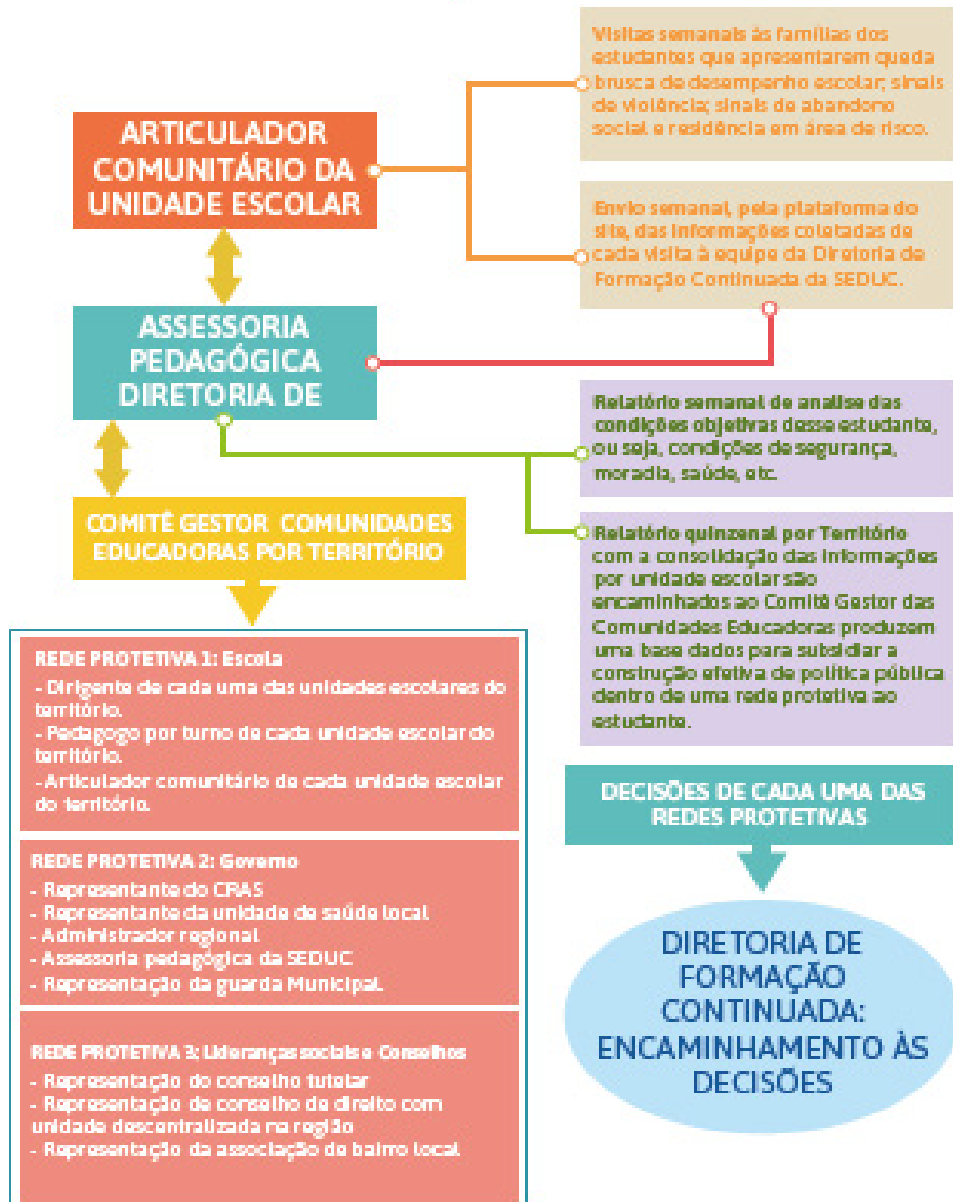 ARTICULADOR
COMUNITÁRIO DA
UNIDADE ESCOLAR
Visitas semanais às famílias dos
estudantes que apresentarem queda
brusca de desempenho escolar; sinais
de violência; sinais de abandono
social e residência em área de risco.
Envio semanal, pela plataforma do
site, das informações coletadas de
cada visita à equipe da Diretoria de
Formação Continuada da SEDUC.
ASSESSORIA
PEDAGÓGICA
DIRETORIA DE
Relatório semanal de analise das
condições objetivas desse estudante,
ou seja, condições de segurança,
moradia, saúde, etc.
Relatório quinzenal por Território
com a consolidação das informações
por unidade escolar são
encaminhados ao Comitê Gestor das
Comunidades Educadoras produzem
uma base dados para subsidiar a
construção efetiva de política pública
dentro de uma rede protetiva ao
estudante.
COMITÊ GESTOR COMUNIDADES
EDUCADORAS POR TERRITÓRIO
REDE PROTETIVA 1: Escola
- Dirigente de cada uma das unidades escolares do
território.
- Pedagogo por turno de cada unidade escolar do
território.
- Articulador comunitário de cada unidade escolar
do território.
REDE PROTETIVA 2: Governo
- Representante do CRAS
- Representante da unidade de saúde local
- Administrador regional
- Assessoria pedagógica da SEDUC
- Representação da guarda Municipal.
REDE PROTETIVA 3: Lideranças sociais e Conselhos
- Representação do conselho tutelar
- Representação de conselho de direito com
unidade descentralizada na região
- Representação da associação de bairro local
DECISÕES DE CADA UMA DAS
REDES PROTETIVAS
DIRETORIA DE
FORMAÇÃO
CONTINUADA:
ENCAMINHAMENTO ÀS
DECISÕES